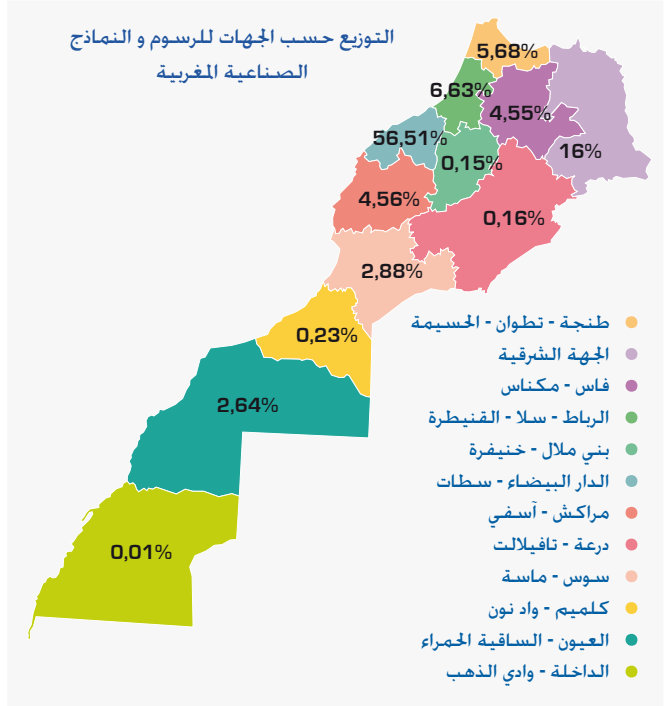 التوزيع حسب الجهات للرسوم و النماذج
الصناعية المغربية
5,68%
6,63%
4,55%
56,51%
0,15%
16%
4,56%
0,16%
2,88%
0,23%
2,64%
0,01%
طنجة - تطوان - الحسيمة
الجهة الشرقية
فاس - مكناس
الرباط - سلا - القنيطرة
بني ملال - خنيفرة
الدار البيضاء - سطات
مراكش - آسفي
درعة - تافيلالت
سوس - ماسة
كلميم - واد نون
العيون - الساقية الحمراء
الداخلة - وادي الذهب